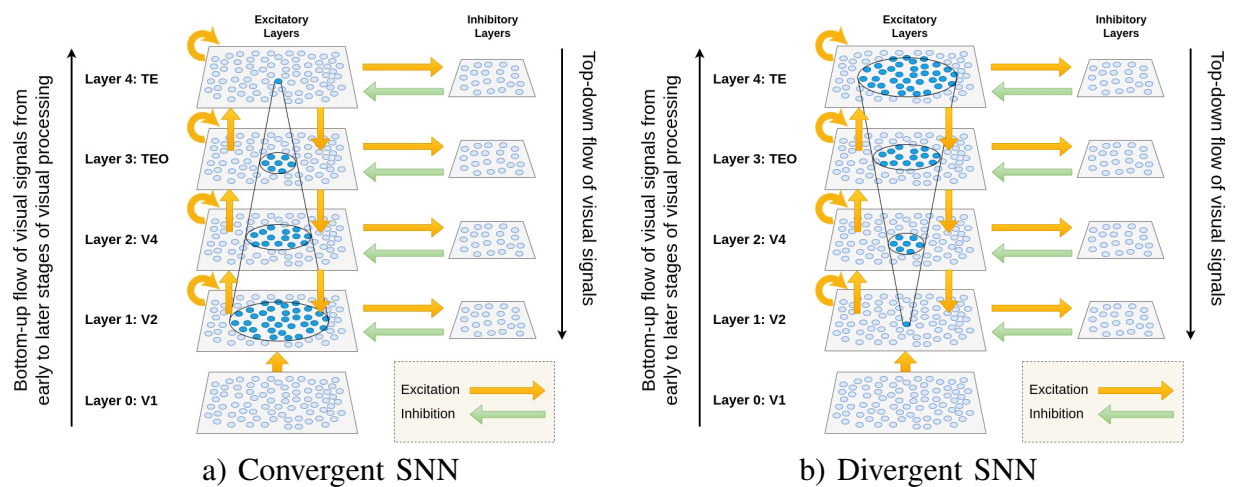 Bottom-up flow of visual signals from
early to later stages of visual processing
Excitatory
Layers
Inhibitory
Layers
Layer 4: TE
Layer 3: TEO
Layer 2: V4
Layer 1: V2
Layer 0: V1
Top-down flow of visual signals
Excitation
Inhibition
a) Convergent SNN
Bottom-up flow of visual signals from
early to later stages of visual processing
Excitatory
Layers
Inhibitory
Layers
Layer 4: TE
Layer 3: TEO
Layer 2: V4
Layer 1: V2
Layer 0: V1
Top-down flow of visual signals
Excitation
Inhibition
b) Divergent SNN